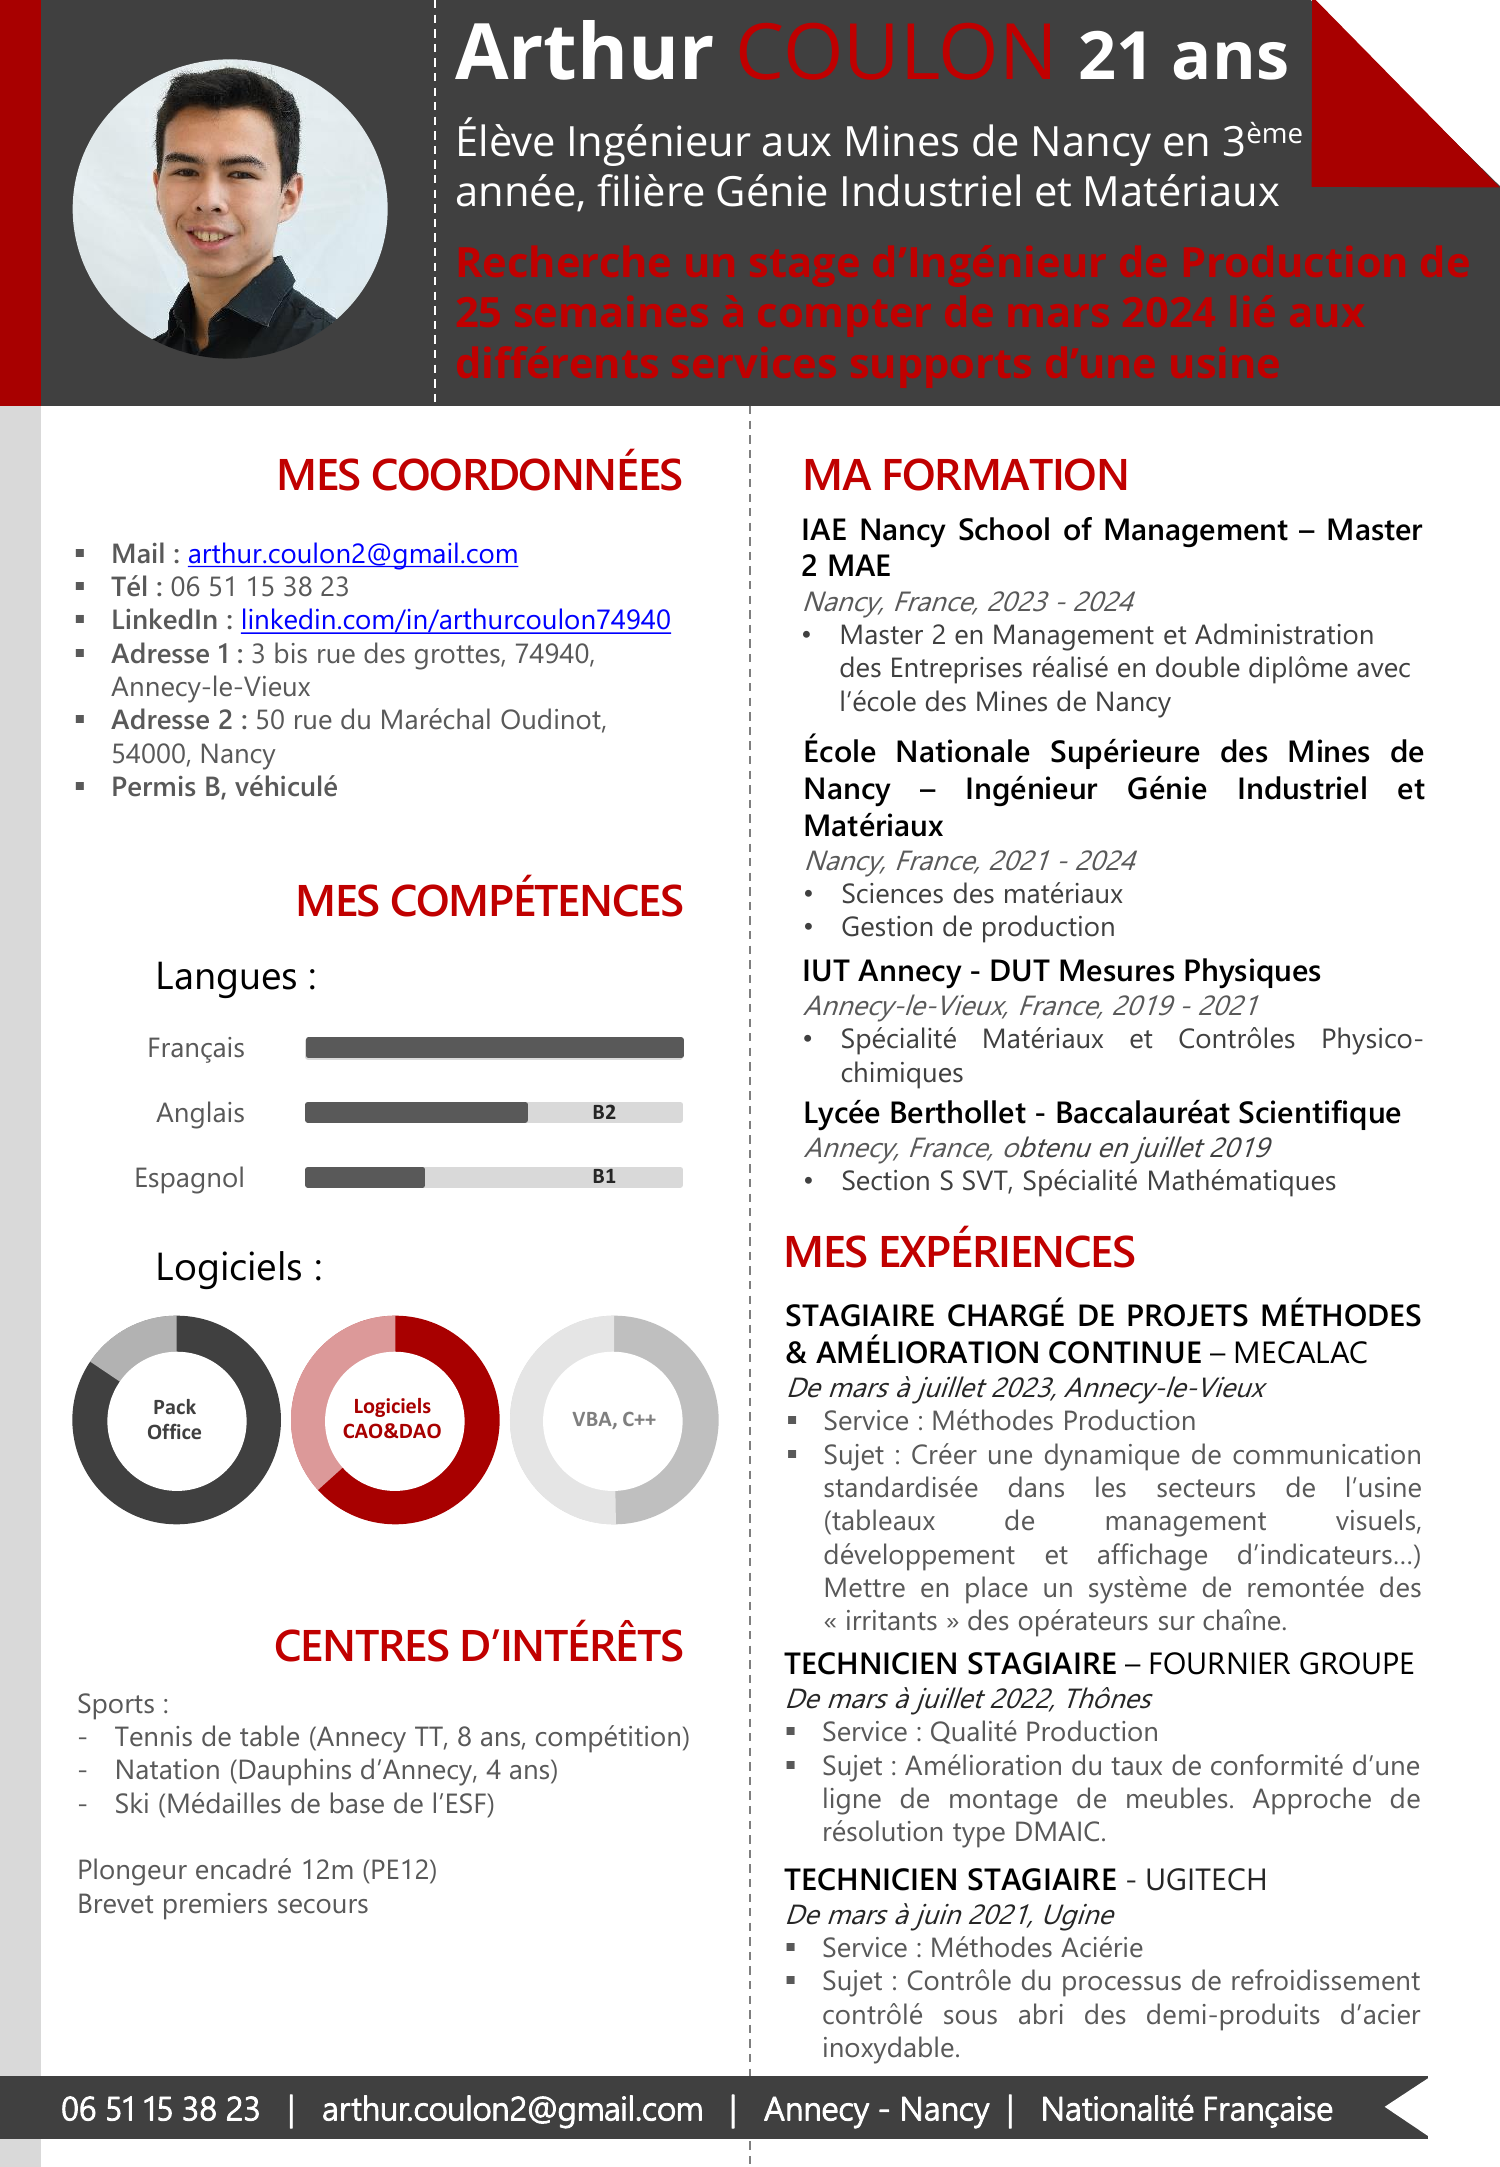 Arthur COULON 21 ans
Élève Ingénieur aux Mines de Nancy en 3ème
année, filière Génie Industriel et Matériaux
Recherche un stage d’Ingénieur de Production de
25 semaines à compter de mars 2024 lié aux
différents services supports d’une usine
MES COORDONNÉES
▪ Mail : arthur.coulon2@gmail.com
▪ Tél : 06 51 15 38 23
▪ LinkedIn : linkedin.com/in/arthurcoulon74940
▪ Adresse 1 : 3 bis rue des grottes, 74940,
Annecy-le-Vieux
▪ Adresse 2 : 50 rue du Maréchal Oudinot,
54000, Nancy
▪ Permis B, véhiculé
MES COMPÉTENCES
Langues :
Français
Anglais B2
Espagnol B1
Logiciels :
Pack
Office
Logiciels
CAO&DAO
VBA, C++
CENTRES D’INTÉRÊTS
Sports :
- Tennis de table (Annecy TT, 8 ans, compétition)
- Natation (Dauphins d’Annecy, 4 ans)
- Ski (Médailles de base de l’ESF)
Plongeur encadré 12m (PE12)
Brevet premiers secours
MA FORMATION
IAE Nancy School of Management – Master
2 MAE
Nancy, France, 2023 - 2024
• Master 2 en Management et Administration
des Entreprises réalisé en double diplôme avec
l’école des Mines de Nancy
École Nationale Supérieure des Mines de
Nancy – Ingénieur Génie Industriel et
Matériaux
Nancy, France, 2021 - 2024
• Sciences des matériaux
• Gestion de production
IUT Annecy - DUT Mesures Physiques
Annecy-le-Vieux, France, 2019 - 2021
• Spécialité Matériaux et Contrôles Physico-
chimiques
Lycée Berthollet - Baccalauréat Scientifique
Annecy, France, obtenu en juillet 2019
• Section S SVT, Spécialité Mathématiques
MES EXPÉRIENCES
STAGIAIRE CHARGÉ DE PROJETS MÉTHODES
& AMÉLIORATION CONTINUE – MECALAC
De mars à juillet 2023, Annecy-le-Vieux
▪ Service : Méthodes Production
▪ Sujet : Créer une dynamique de communication
standardisée dans les secteurs de l’usine
(tableaux de management visuels,
développement et affichage d’indicateurs…)
Mettre en place un système de remontée des
« irritants » des opérateurs sur chaîne.
TECHNICIEN STAGIAIRE – FOURNIER GROUPE
De mars à juillet 2022, Thônes
▪ Service : Qualité Production
▪ Sujet : Amélioration du taux de conformité d’une
ligne de montage de meubles. Approche de
résolution type DMAIC.
TECHNICIEN STAGIAIRE - UGITECH
De mars à juin 2021, Ugine
▪ Service : Méthodes Aciérie
▪ Sujet : Contrôle du processus de refroidissement
contrôlé sous abri des demi-produits d’acier
inoxydable.
06 51 15 38 23 | arthur.coulon2@gmail.com | Annecy - Nancy | Nationalité Française